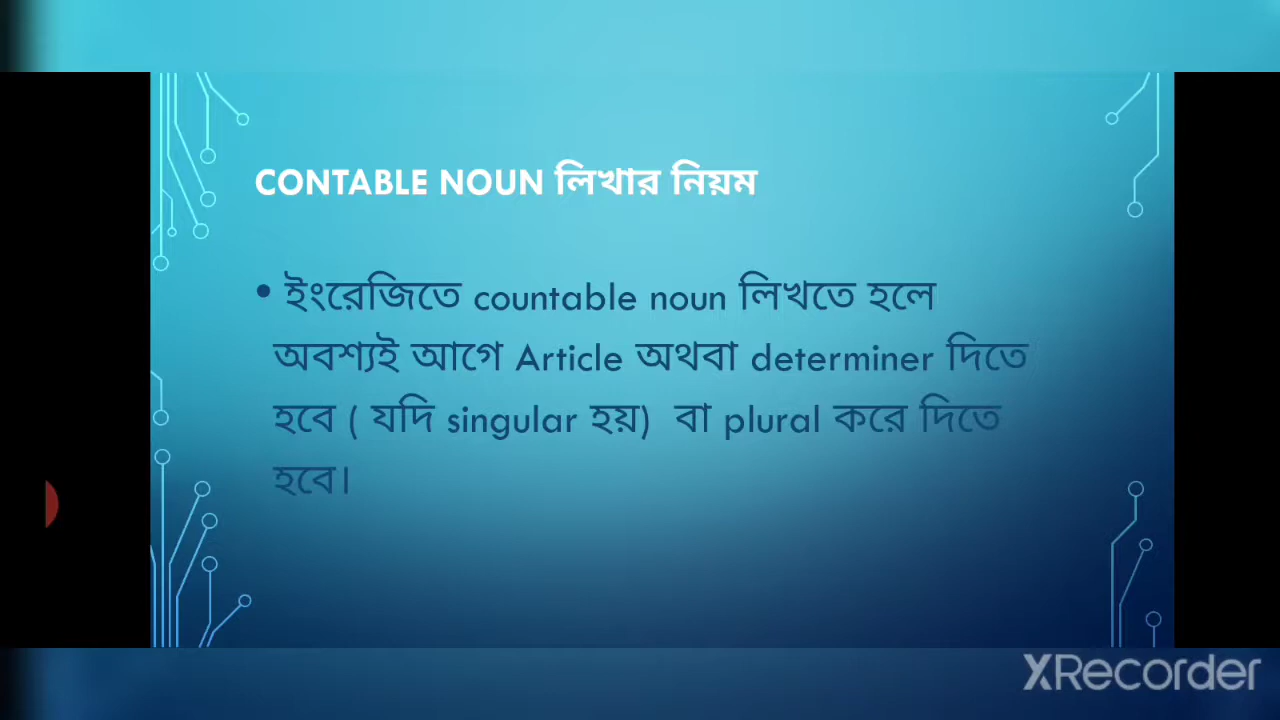 CONTABLE NOUN লিখার নিয়ম
• ইংরেজিতে countable noun লিখতে হলে
অবশ্যই আগে Article অথবা determiner দিতে
হবে ( যদি singular হয়) বা plural করে দিতে
হবে।
XRecorder